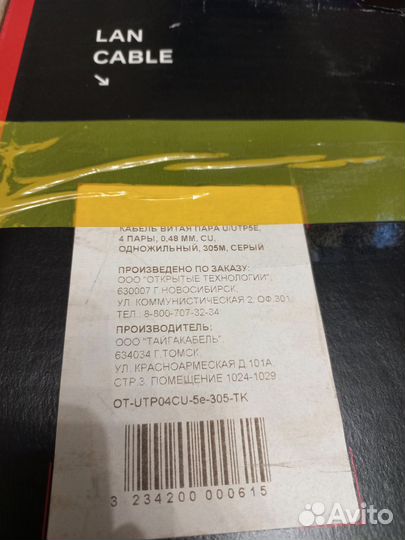 LAN
CABLE
КАБЕЛЬ ВИТАЯ ПАРА U/UTP5E,
4 ПАРЫ, 0,48 ММ, CU,
ОДНОЖИЛЬНЫЙ, 305М, СЕРЫЙ
ПРОИЗВЕДЕНО ПО ЗАКАЗУ:
ООО "ОТКРЫТЫЕ ТЕХНОЛОГИИ",
630007 Г.НОВОСИБИРСК,
УЛ. КОММУНИСТИЧЕСКАЯ 2, ОФ.301,
ТЕЛ.: 8-800-707-32-34
ПРОИЗВОДИТЕЛЬ:
ООО "ТАЙГАКАБЕЛЬ"
634034 Г.ТОМСК
УЛ. КРАСНОАРМЕСКАЯ Д.101А
СТР.3. ПОМЕЩЕНИЕ 1024-1029
OT-UTP04CU-5e-305-TK
3 234200 000615
Avito